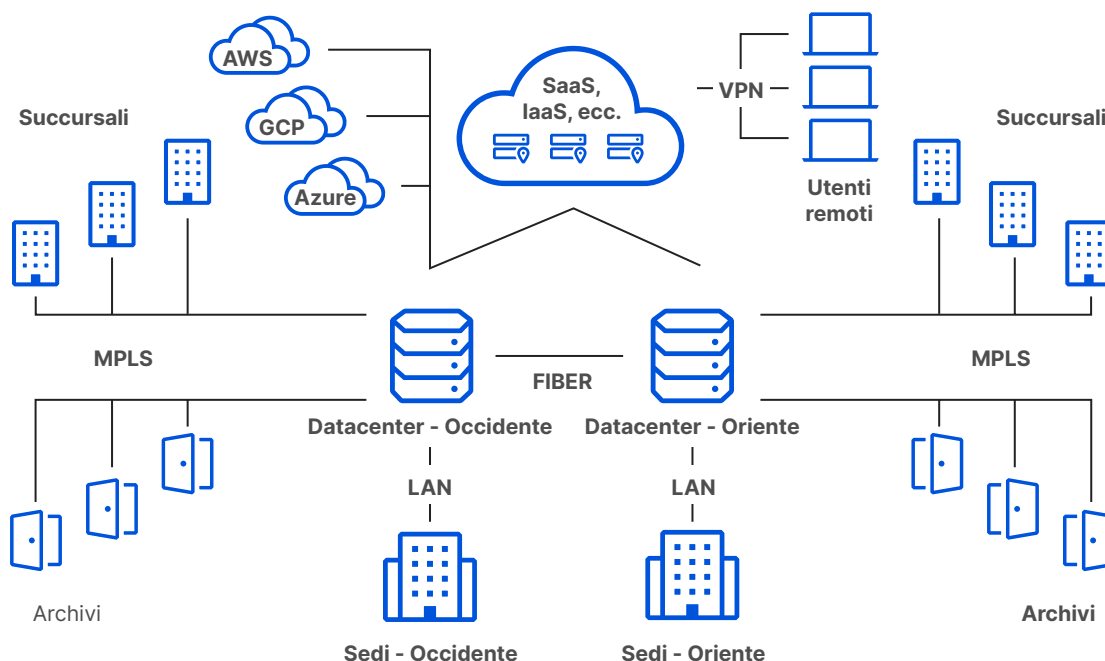 AWS
SaaS,
IaaS, ecc.
VPN
Succursali
GCP
Succursali
Azure
Utenti
remoti
MPLS
FIBER
MPLS
Datacenter - Occidente
Datacenter - Oriente
LAN
LAN
Archivi
Archivi
Sedi - Occidente
Sedi - Oriente